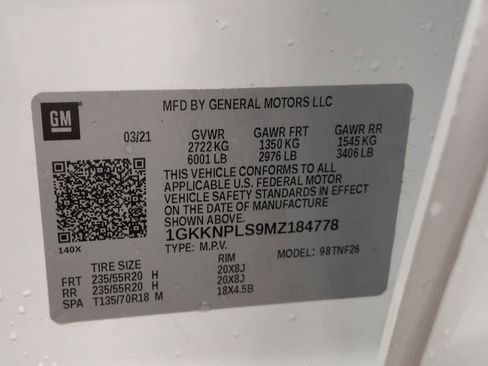 GM
MFD BY GENERAL MOTORS LLC
03/21 GVWR GAWR FRT GAWR RR
2722 KG 1350 KG 1545 KG
6001 LB 2976 LB 3406 LB
THIS VEHICLE CONFORMS TO ALL
APPLICABLE U.S. FEDERAL MOTOR
VEHICLE SAFETY STANDARDS IN EFFECT
ON THE DATE OF MANUFACTURE
SHOWN ABOVE.
1GKKNPLS9MZ184778
140X
TYPE: M.P.V. MODEL: 98TNF26
TIRE SIZE RIM
FRT 235/55R20 H 20X8J
RR 235/55R20 H 20X8J
SPA T135/70R18 M 18X4.5B